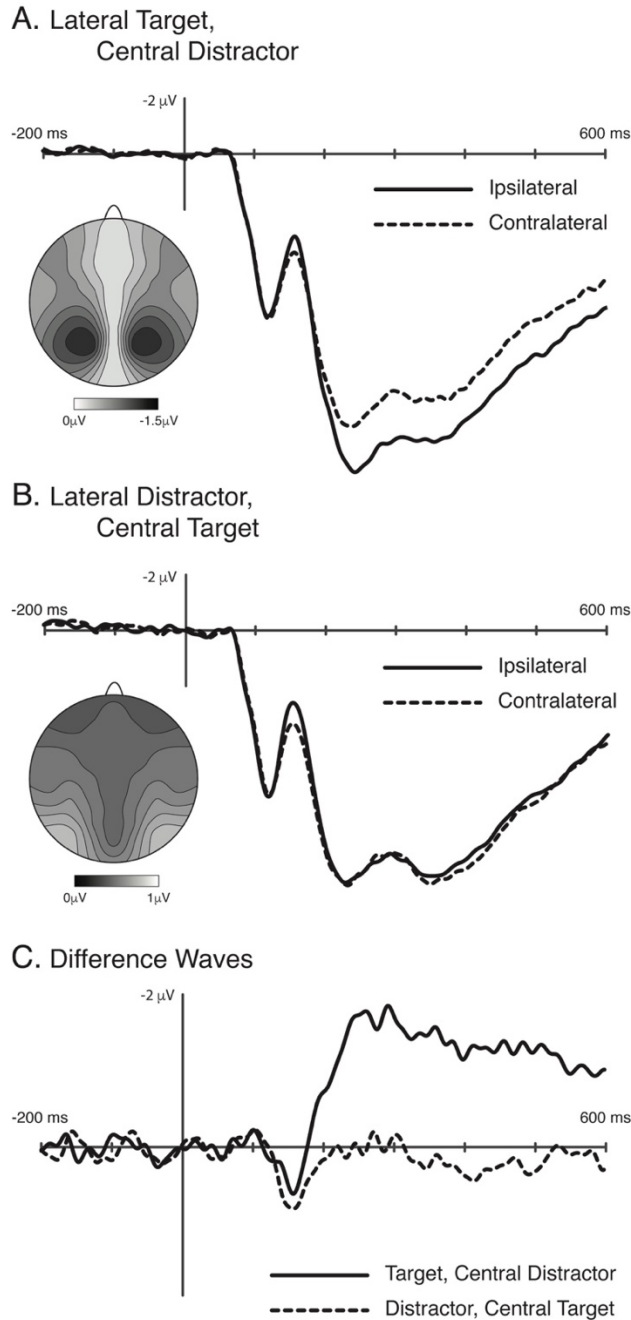 A. Lateral Target,
Central Distractor
-2 µV
-200 ms
600 ms
Ipsilateral
Contralateral
0µV
-1.5µV
B. Lateral Distractor,
Central Target
-2 µV
-200 ms
600 ms
Ipsilateral
Contralateral
0µV
1µV
C. Difference Waves
-2 µV
-200 ms
600 ms
Target, Central Distractor
Distractor, Central Target